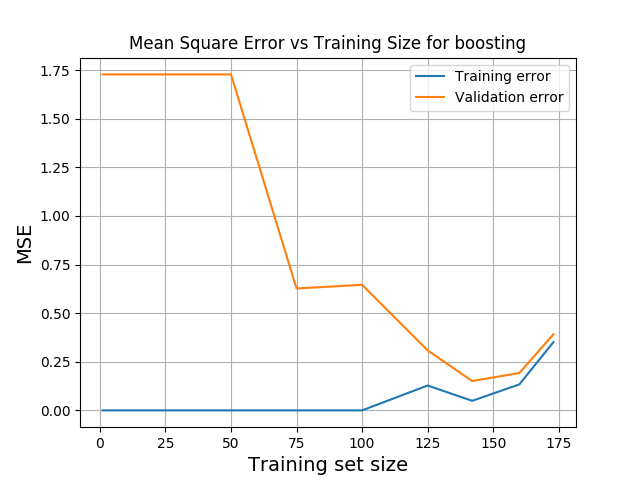 Mean Square Error vs Training Size for boosting
Training error
Validation error
1.75
1.50
1.25
1.00
0.75
0.50
0.25
0.00
MSE
0 25 50 75 100 125 150 175
Training set size